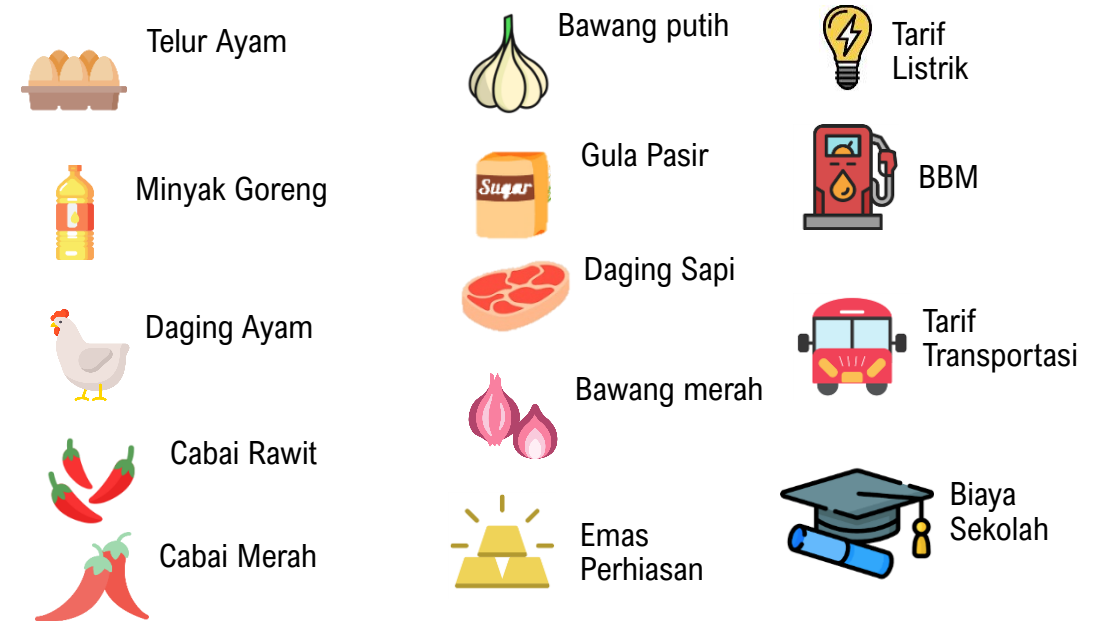 Telur Ayam
Minyak Goreng
Daging Ayam
Cabai Rawit
Cabai Merah
Bawang putih
Gula Pasir
Sugar
Daging Sapi
Bawang merah
Emas
Perhiasan
Tarif
Listrik
BBM
Tarif
Transportasi
Biaya
Sekolah